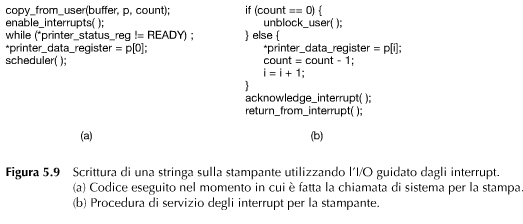 copy_from_user(buffer, p, count);
enable_interrupts( );
while (*printer_status_reg != READY) ;
*printer_data_register = p[0];
scheduler( );
(a)
if (count == 0) {
unblock_user( );
} else {
*printer_data_register = p[i];
count = count - 1;
i = i + 1;
}
acknowledge_interrupt( );
return_from_interrupt( );
(b)
Figura 5.9 Scrittura di una stringa sulla stampante utilizzando l'I/O guidato dagli interrupt.
(a) Codice eseguito nel momento in cui è fatta la chiamata di sistema per la stampa.
(b) Procedura di servizio degli interrupt per la stampante.